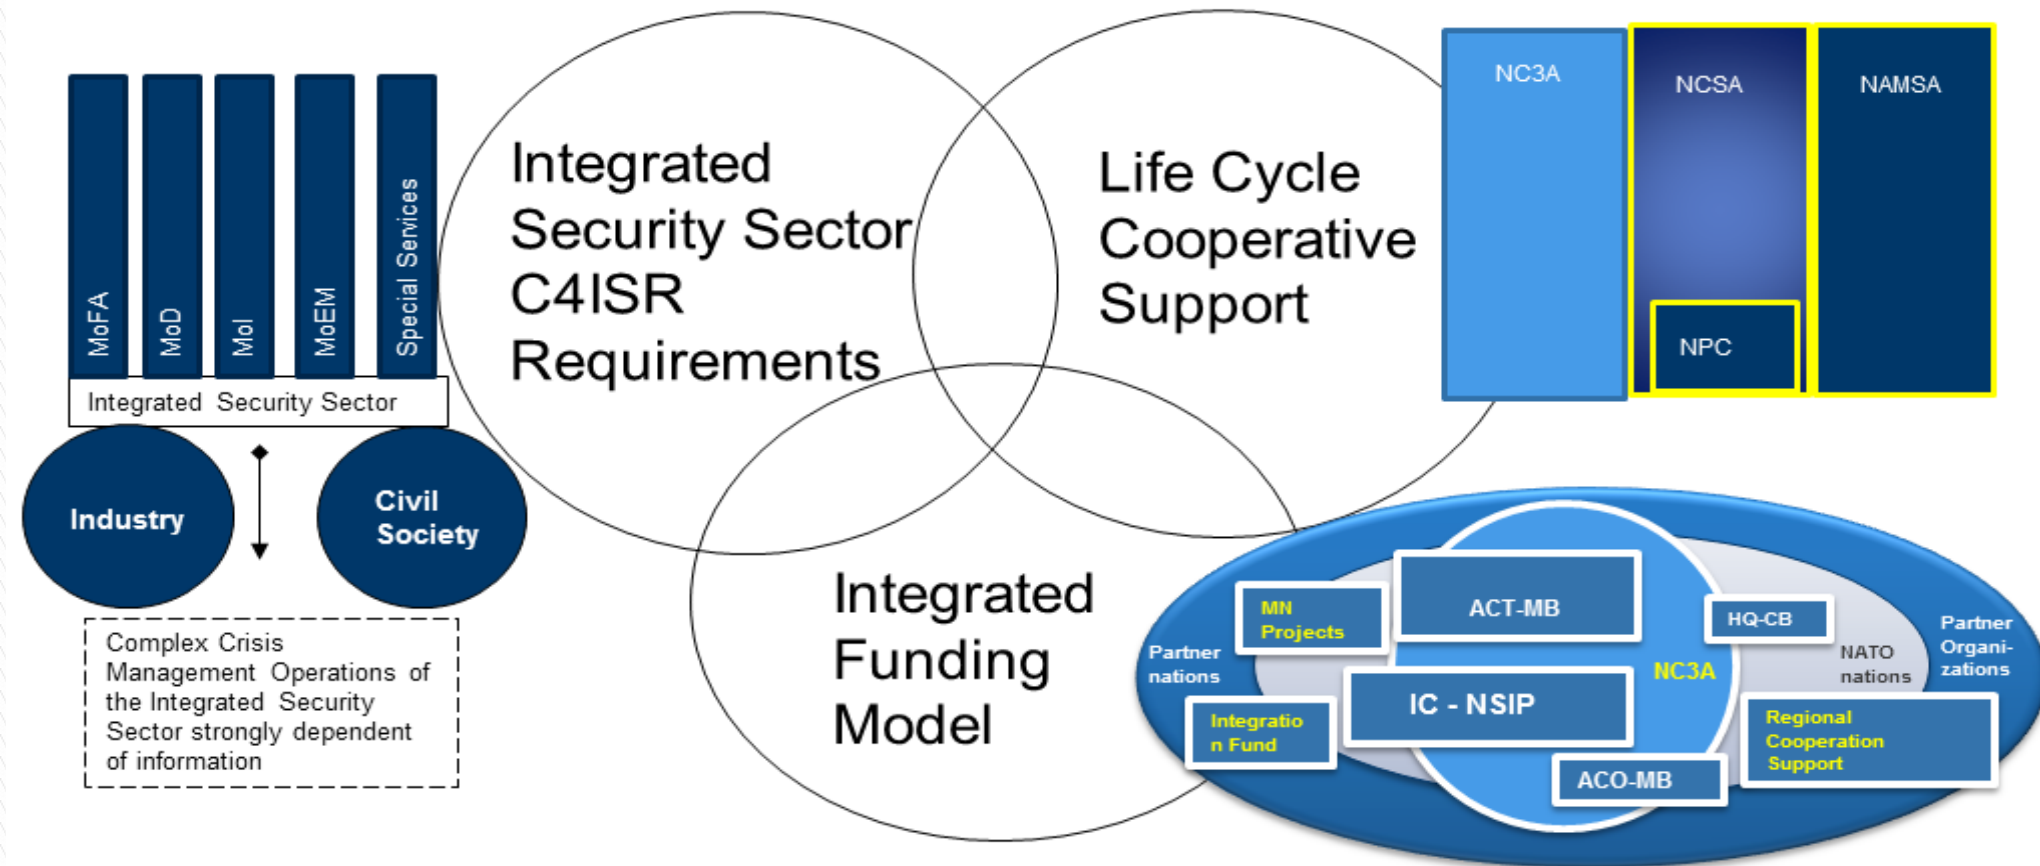 MoFA
MoD
MoI
MoEM
Special Services
Integrated Security Sector
Industry
Civil
Society
Complex Crisis
Management Operations of
the Integrated Security
Sector strongly dependent
of information
Integrated
Security Sector
C4ISR
Requirements
Life Cycle
Cooperative
Support
Integrated
Funding
Model
NC3A
NCSA
NPC
NAMSA
Partner
nations
MN
Projects
ACT-MB
HQ-CB
NATO
nations
Partner
Organi-
zations
NC3A
IC - NSIP
Integratio
n Fund
ACO-MB
Regional
Cooperation
Support